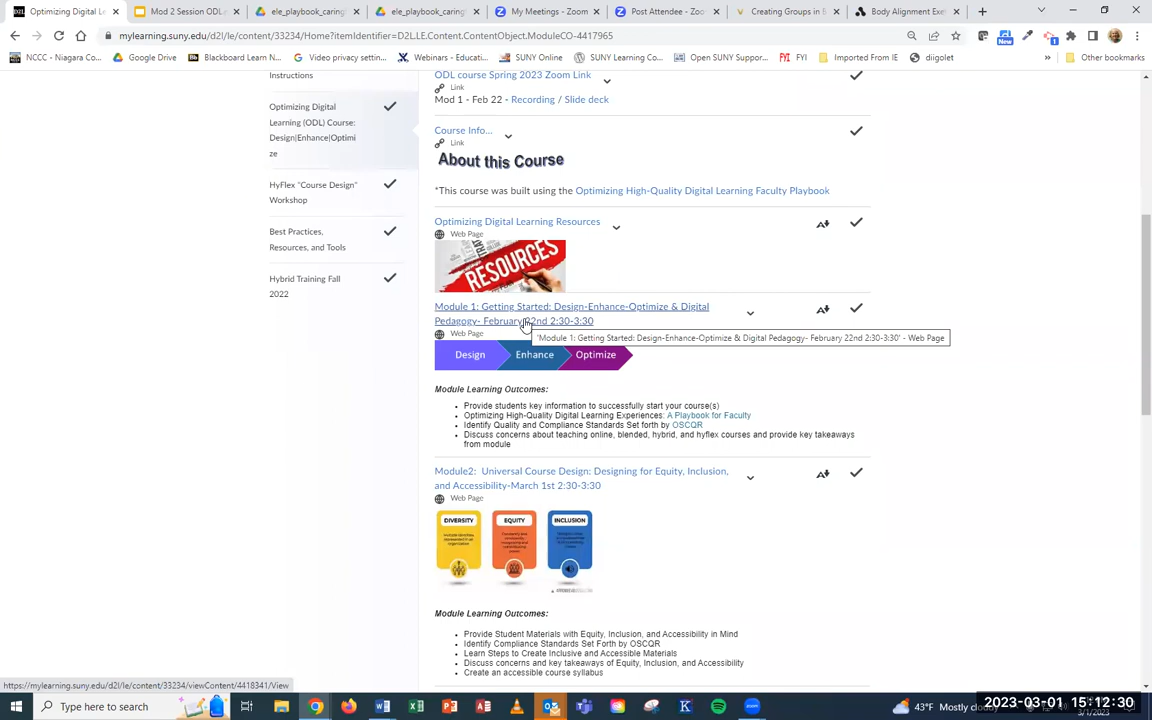 Optimizing Digital Le
Mod 2 Session ODL
ele_playbook_caring
ele_playbook_caring
My Meetings - Zoom
Post Attendee - Zoo
Creating Groups in B
Body Alignment Exe
mylearning.suny.edu/d2l/le/content/33234/Home?itemIdentifier=D2L.LE.Content.ContentObject.ModuleCO-4417965
NCCC - Niagara Co...
Google Drive
Blackboard Learn N...
Video privacy settin...
Webinars - Educati...
SUNY Online
SUNY Learning Co...
Open SUNY Suppor...
FYI
Imported From IE
diigolet
»
Other bookmarks
New
Instructions
Optimizing Digital
Learning (ODL) Course:
Design|Enhance|Optimi
ze
HyFlex "Course Design"
Workshop
Best Practices,
Resources, and Tools
Hybrid Training Fall
2022
ODL course Spring 2023 Zoom Link
Link
Mod 1 - Feb 22 - Recording / Slide deck
Course Info...
Link
About this Course
*This course was built using the Optimizing High-Quality Digital Learning Faculty Playbook
Optimizing Digital Learning Resources
Web Page
RESOURCES
Module 1: Getting Started: Design-Enhance-Optimize & Digital
Pedagogy- February 22nd 2:30-3:30
Web Page
'Module 1: Getting Started: Design-Enhance-Optimize & Digital Pedagogy- February 22nd 2:30-3:30' - Web Page
Design Enhance Optimize
Module Learning Outcomes:
• Provide students key information to successfully start your course(s)
• Optimizing High-Quality Digital Learning Experiences: A Playbook for Faculty
• Identify Quality and Compliance Standards Set forth by OSCQR
• Discuss concerns about teaching online, blended, hybrid, and hyflex courses and provide key takeaways
from module
Module2: Universal Course Design: Designing for Equity, Inclusion,
and Accessibility-March 1st 2:30-3:30
Web Page
DIVERSITY EQUITY INCLUSION
Module Learning Outcomes:
• Provide Student Materials with Equity, Inclusion, and Accessibility in Mind
• Identify Compliance Standards Set Forth by OSCQR
• Learn Steps to Create Inclusive and Accessible Materials
• Discuss concerns and key takeaways of Equity, Inclusion, and Accessibility
• Create an accessible course syllabus
https://mylearning.suny.edu/d2l/le/content/33234/viewContent/4418341/View
Type here to search
43°F Mostly cloudy
2023-03-01 15:12:30
3/1/2023